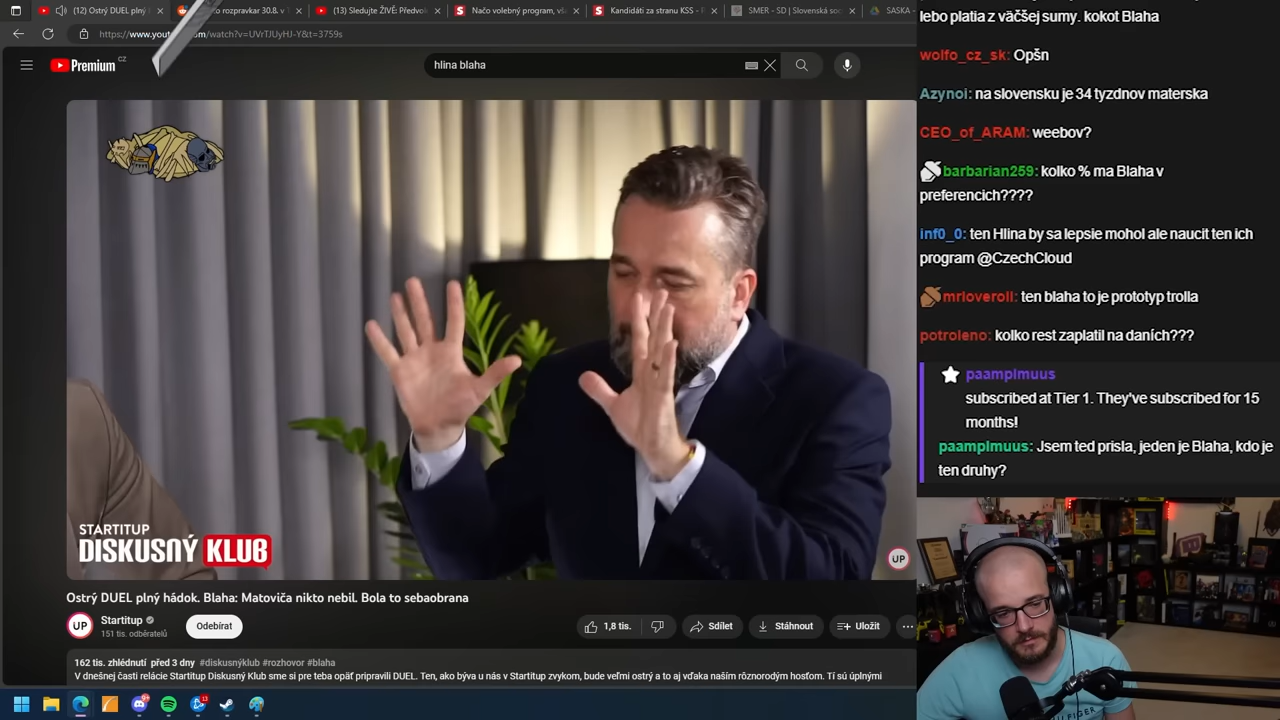 (12) Ostrý DUEL plný
to rozpravkar 30.8. v
(13) Sledujte ŽIVĚ: Předvo
Načo volebný program, vš
Kandidáti za stranu KSS - F
SMER - SD | Slovenská soc
SASKA -
https://www.yout
.com/watch?v=UVrTJUyHJ-Y&t=3759s
Premium CZ
hlina blaha
STARTITUP
DISKUSNÝ KLUB
UP
Ostrý DUEL plný hádok. Blaha: Matoviča nikto nebil. Bola to sebaobrana
UP
Startitup
151 tis. odběratelů
Odebírat
1,8 tis.
Sdílet
Stáhnout
Uložit
162 tis. zhlédnutí před 3 dny #diskusnýklub #rozhovor #blaha
V dnešnej časti relácie Startitup Diskusný Klub sme si pre teba opäť pripravili DUEL. Ten, ako býva u nás v Startitup zvykom, bude veľmi ostrý a to aj vďaka našim rôznorodým hosťom. Tí sú úplnými
lebo platia z väčšej sumy. kokot Blaha
wolfo_cz_sk: Opšn
Azynoi: na slovensku je 34 tyzdnov materska
CEO_of_ARAM: weebov?
barbarian259: kolko % ma Blaha v
preferencich????
inf0_0: ten Hlina by sa lepsie mohol ale naucit ten ich
program @CzechCloud
mrloveroll: ten blaha to je prototyp trolla
potroleno: kolko rest zaplatil na daních???
paamplmuus
subscribed at Tier 1. They've subscribed for 15
months!
paamplmuus: Jsem ted prisla, jeden je Blaha, kdo je
ten druhy?